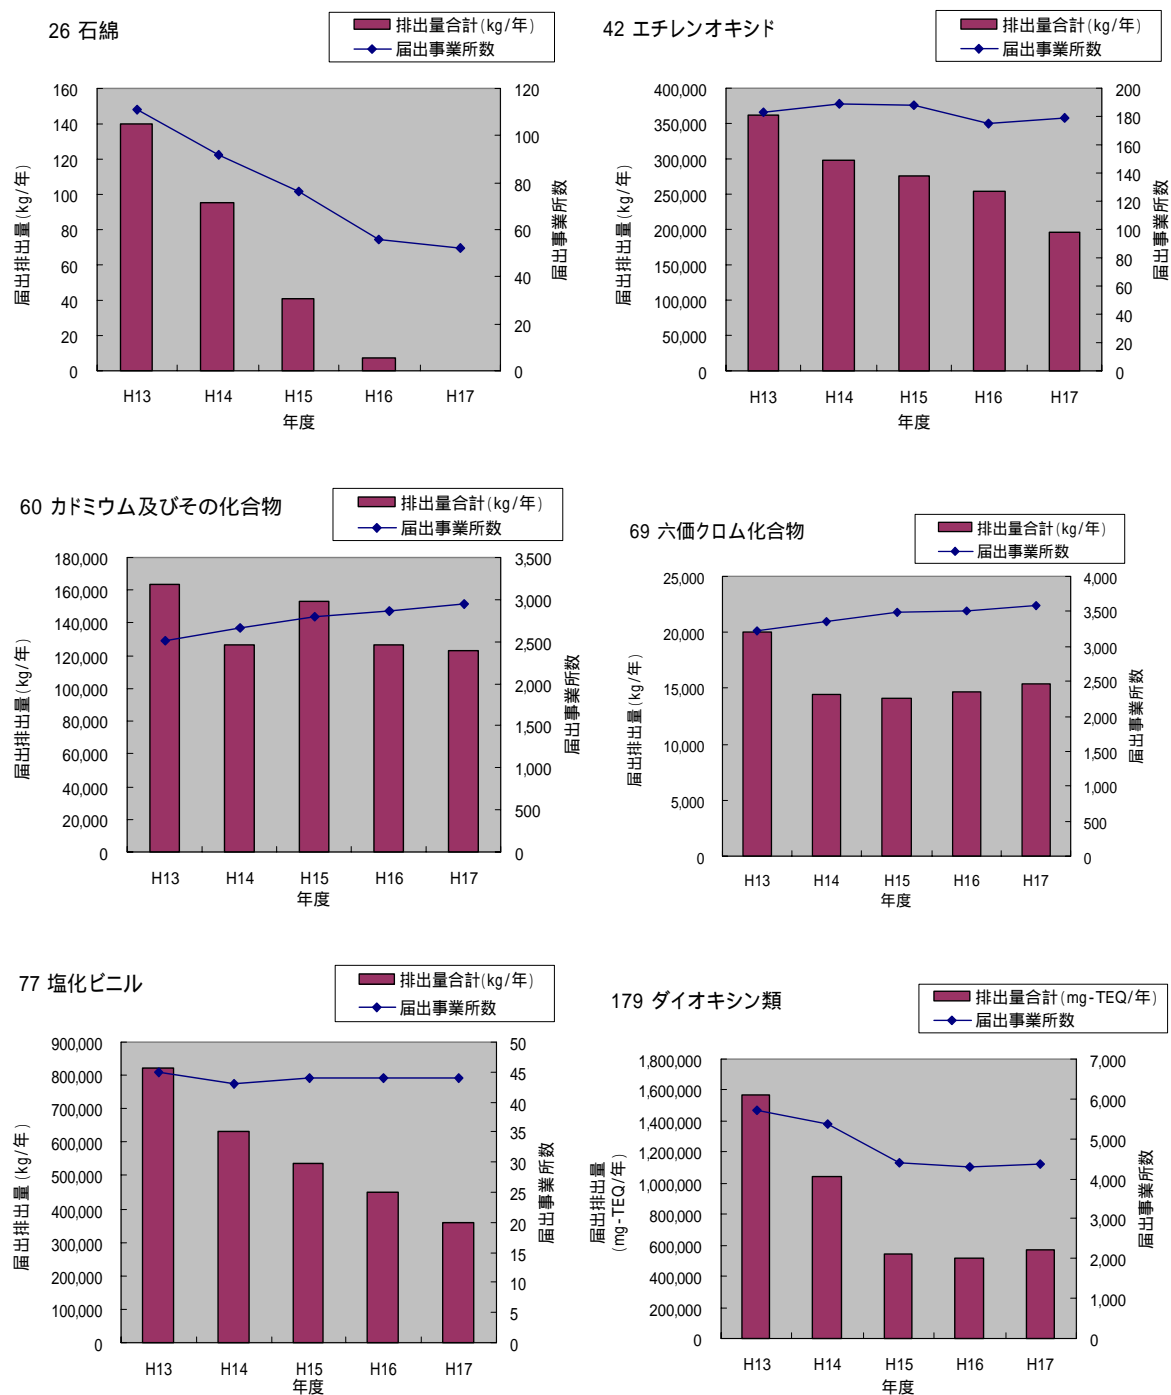 26 石綿
排出量合計(kg/年)
届出事業所数
届出排出量(kg/年)
160
140
120
100
80
60
40
20
0
120
100
80
60
40
20
0
届出事業所数
H13 H14 H15 H16 H17
年度
42 エチレンオキシド
排出量合計(kg/年)
届出事業所数
届出排出量(kg/年)
400,000
350,000
300,000
250,000
200,000
150,000
100,000
50,000
0
200
180
160
140
120
100
80
60
40
20
0
届出事業所数
H13 H14 H15 H16 H17
年度
60 カドミウム及びその化合物
排出量合計(kg/年)
届出事業所数
届出排出量(kg/年)
180,000
160,000
140,000
120,000
100,000
80,000
60,000
40,000
20,000
0
3,500
3,000
2,500
2,000
1,500
1,000
500
0
届出事業所数
H13 H14 H15 H16 H17
年度
69 六価クロム化合物
排出量合計(kg/年)
届出事業所数
届出排出量(kg/年)
25,000
20,000
15,000
10,000
5,000
0
4,000
3,500
3,000
2,500
2,000
1,500
1,000
500
0
届出事業所数
H13 H14 H15 H16 H17
年度
77 塩化ビニル
排出量合計(kg/年)
届出事業所数
届出排出量(kg/年)
900,000
800,000
700,000
600,000
500,000
400,000
300,000
200,000
100,000
0
50
45
40
35
30
25
20
15
10
5
0
届出事業所数
H13 H14 H15 H16 H17
年度
179 ダイオキシン類
排出量合計(mg-TEQ/年)
届出事業所数
届出排出量
(mg-TEQ/年)
1,800,000
1,600,000
1,400,000
1,200,000
1,000,000
800,000
600,000
400,000
200,000
0
7,000
6,000
5,000
4,000
3,000
2,000
1,000
0
届出事業所数
H13 H14 H15 H16 H17
年度